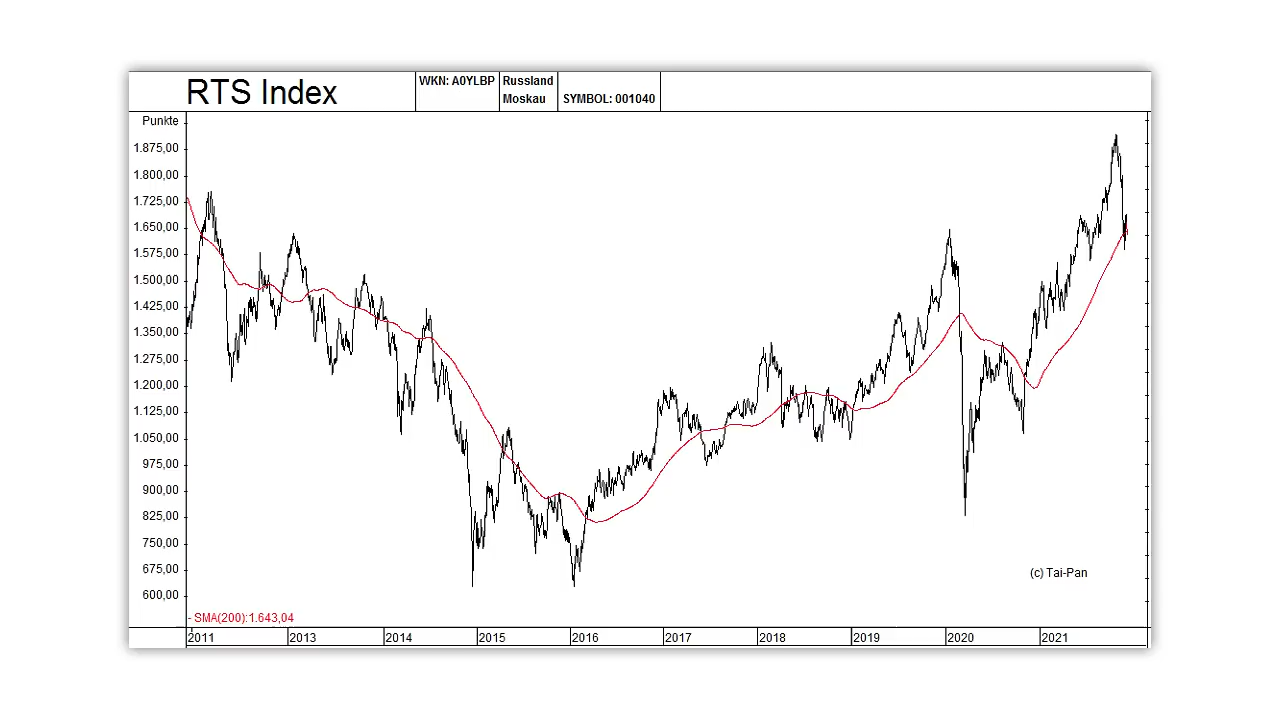 RTS Index
WKN: A0YLBP
Russland
Moskau
SYMBOL: 001040
Punkte
1.875,00
1.800,00
1.725,00
1.650,00
1.575,00
1.500,00
1.425,00
1.350,00
1.275,00
1.200,00
1.125,00
1.050,00
975,00
900,00
825,00
750,00
675,00
600,00
(c) Tai-Pan
- SMA(200):1.643,04
2011 2013 2014 2015 2016 2017 2018 2019 2020 2021